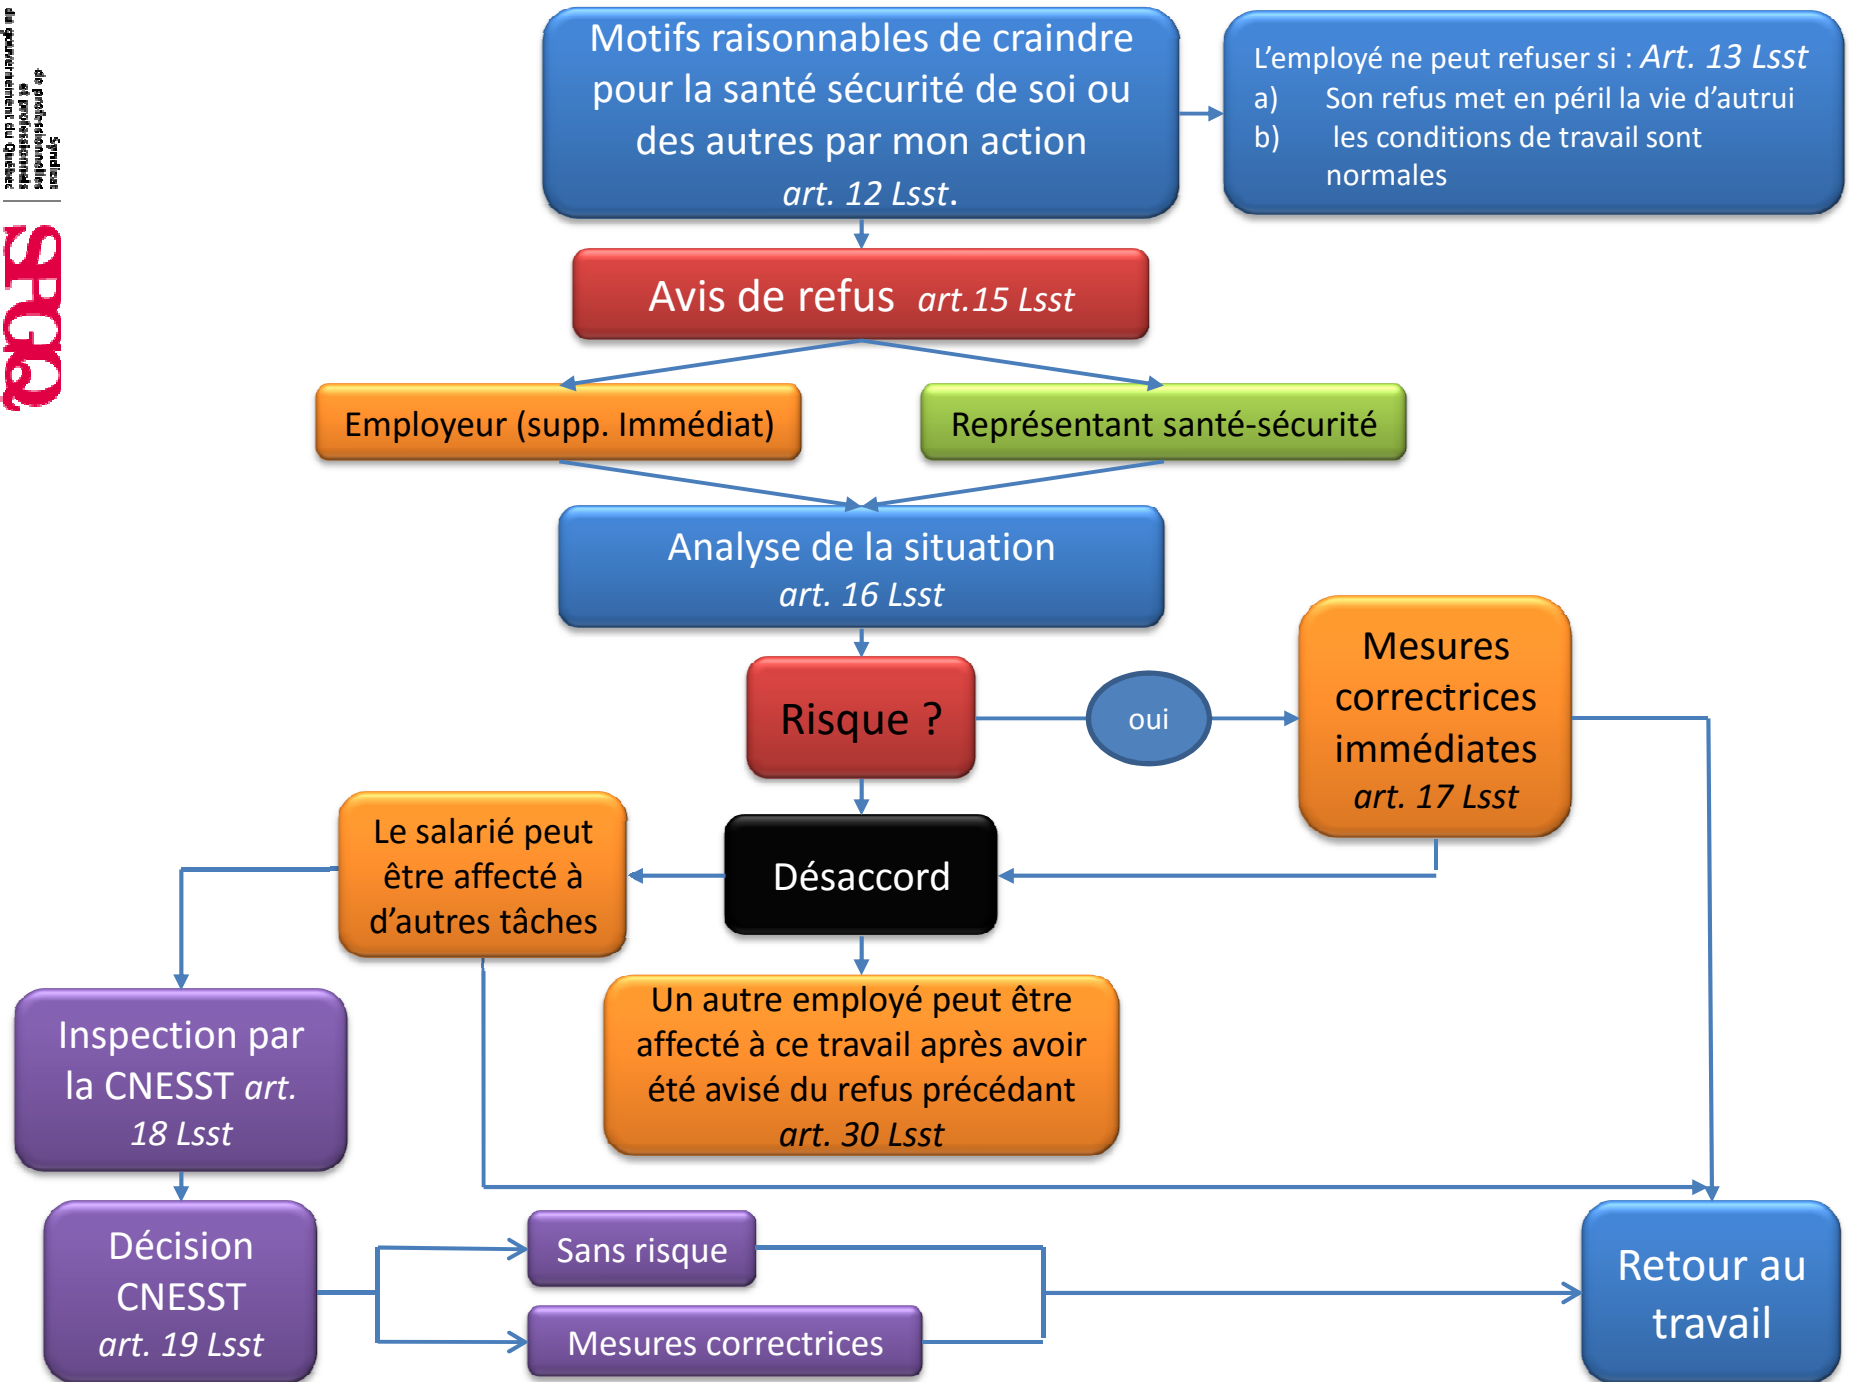 Syndicat
de professionnelles
et professionnels
du gouvernement du Québec
SPGQ
Motifs raisonnables de craindre
pour la santé sécurité de soi ou
des autres par mon action
art. 12 Lsst.
L’employé ne peut refuser si : Art. 13 Lsst
a) Son refus met en péril la vie d’autrui
b) les conditions de travail sont
normales
Avis de refus art.15 Lsst
Employeur (supp. Immédiat)
Représentant santé-sécurité
Analyse de la situation
art. 16 Lsst
Risque ?
oui
Mesures
correctrices
immédiates
art. 17 Lsst
Le salarié peut
être affecté à
d’autres tâches
Désaccord
Un autre employé peut être
affecté à ce travail après avoir
été avisé du refus précédant
art. 30 Lsst
Inspection par
la CNESST art.
18 Lsst
Décision
CNESST
art. 19 Lsst
Sans risque
Mesures correctrices
Retour au
travail